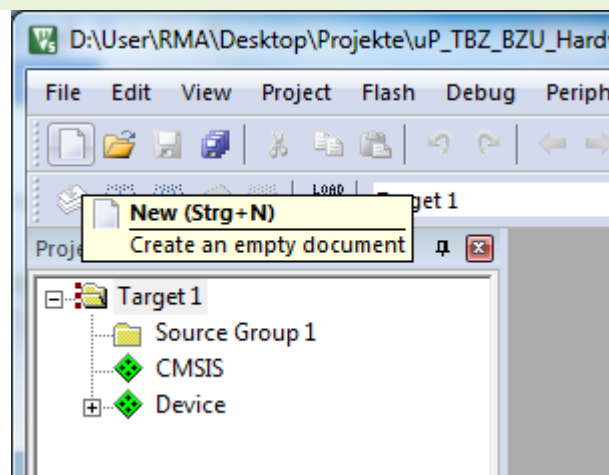 D:\User\RMA\Desktop\Projekte\uP_TBZ_BZU_Hard
File Edit View Project Flash Debug Periph
LOAD get 1
New (Strg+N)
Create an empty document
Proje
Target 1
Source Group 1
CMSIS
Device